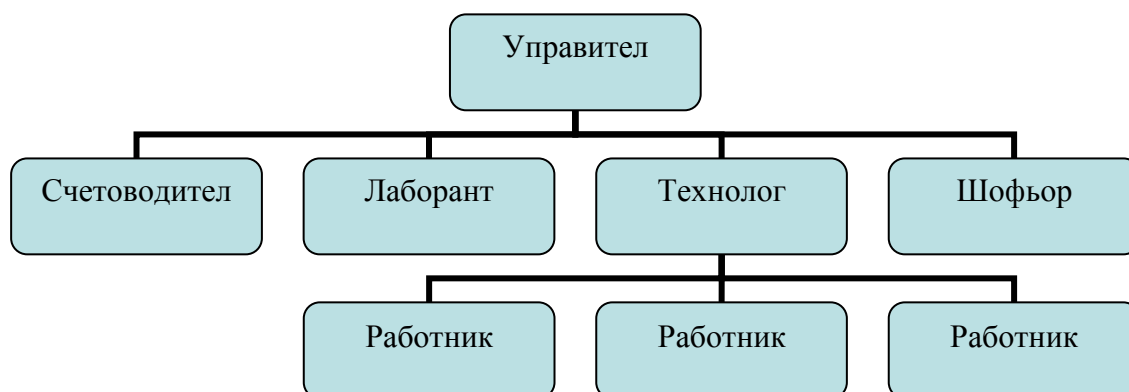 Управител
Счетоводител
Лаборант
Технолог
Шофьор
Работник
Работник
Работник